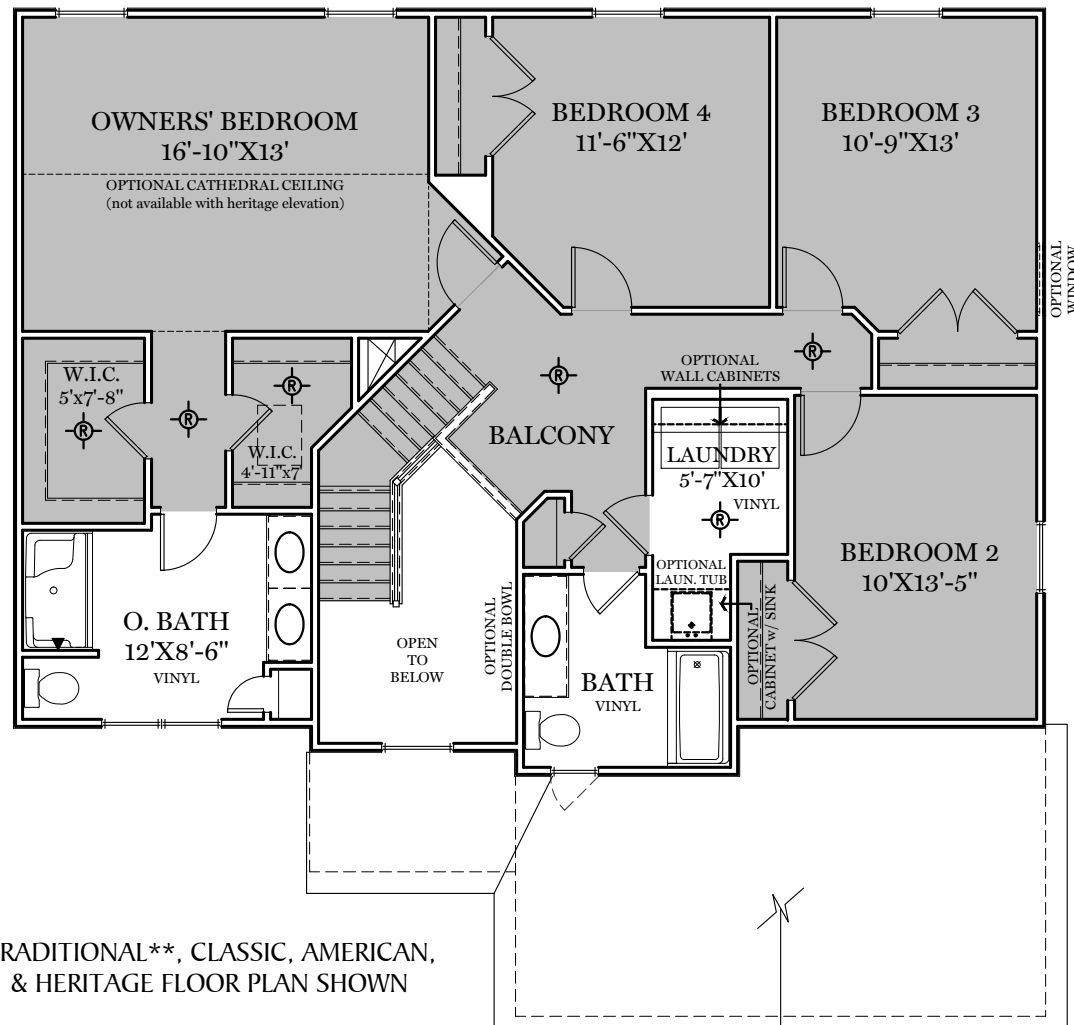 OWNERS' BEDROOM
16'-10"X13'
OPTIONAL CATHEDRAL CEILING
(not available with heritage elevation)
BEDROOM 4
11'-6"X12'
BEDROOM 3
10'-9"X13'
OPTIONAL
WINDOW
W.I.C.
5'x7'-8"
R
R
R
W.I.C.
4'-11"x7'
R
R
BALCONY
OPTIONAL
WALL CABINETS
LAUNDRY
5'-7"X10'
VINYL
R
OPTIONAL
LAUN. TUB
OPTIONAL
CABINET w/ SINK
BEDROOM 2
10'X13'-5"
O. BATH
12'X8'-6"
VINYL
OPEN
TO
BELOW
OPTIONAL
DOUBLE BOWL
BATH
VINYL
RADITIONAL**, CLASSIC, AMERICAN,
& HERITAGE FLOOR PLAN SHOWN